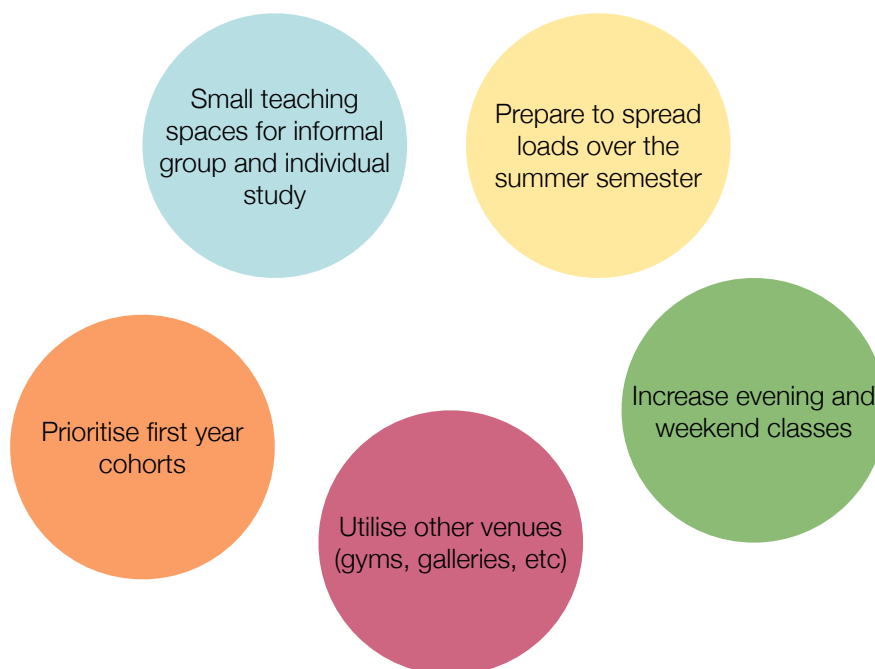 Small teaching
spaces for informal
group and individual
study
Prepare to spread
loads over the
summer semester
Increase evening and
weekend classes
Prioritise first year
cohorts
Utilise other venues
(gyms, galleries, etc)